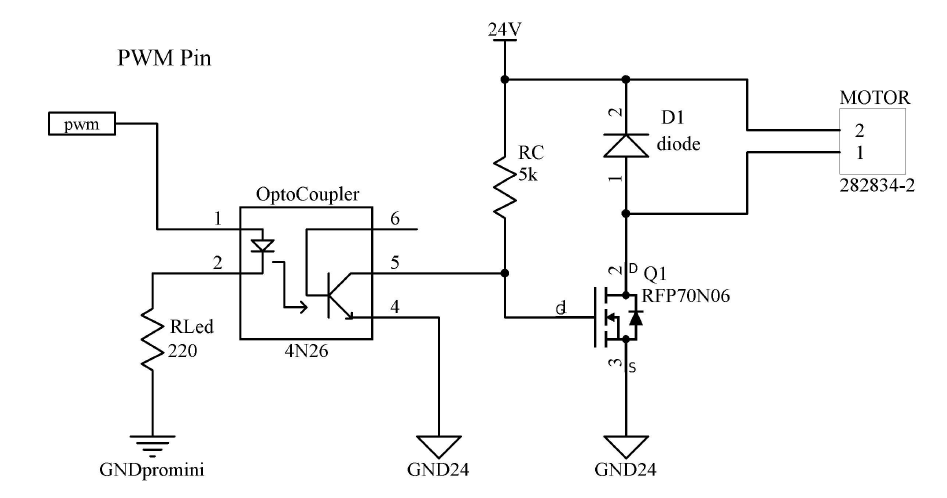 24V
PWM Pin
MOTOR
pwm
2
D1
diode
2
1
RC
5k
1
282834-2
OptoCoupler
1
6
2
5
2
D
Q1
RFP70N06
G
1
4
RLed
220
4N26
3
S
GNDpromini
GND24
GND24